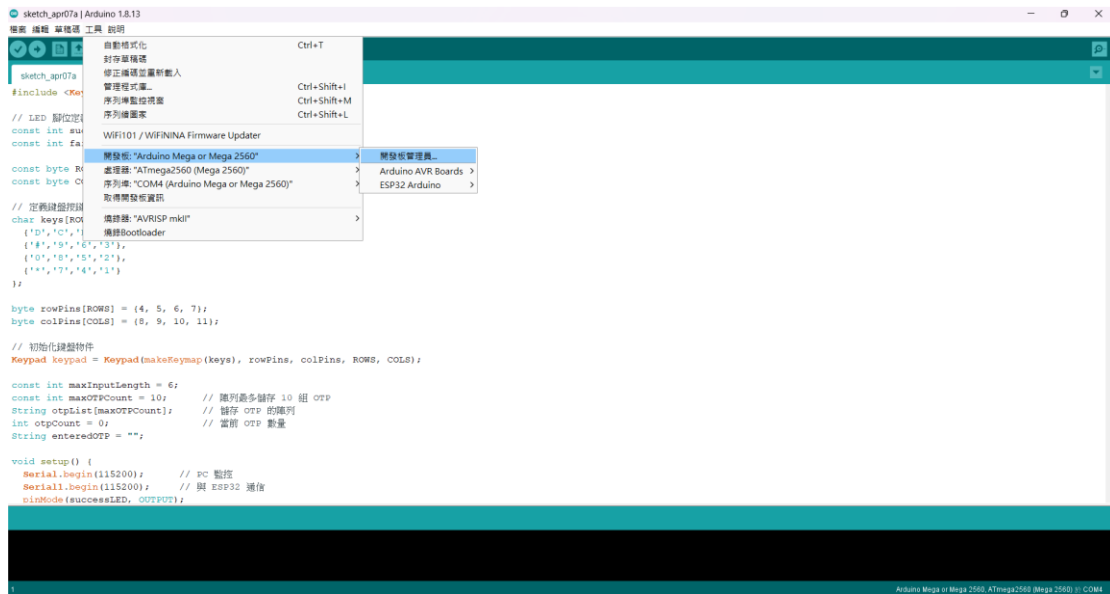 sketch_apr07a | Arduino 1.8.13
檔案 編輯 草稿碼 工具 說明
自動格式化 Ctrl+T
封存草稿碼
修正編碼並重新載入
管理程式庫... Ctrl+Shift+I
序列埠監控視窗 Ctrl+Shift+M
序列繪圖家 Ctrl+Shift+L
WiFi101 / WiFiNINA Firmware Updater
開發板: "Arduino Mega or Mega 2560"
處理器: "ATmega2560 (Mega 2560)"
序列埠: "COM4 (Arduino Mega or Mega 2560)"
取得開發板資訊
燒錄器: "AVRISP mkII"
燒錄Bootloader
開發板管理員...
Arduino AVR Boards
ESP32 Arduino
sketch_apr07a
#include <Key
// LED 腳位定
const int su
const int fa
const byte R
const byte C
// 定義鍵盤按鍵
char keys[RO
{'D','C','
{'#','9','6','3'},
{'0','8','5','2'},
{'*','7','4','1'}
};
byte rowPins[ROWS] = {4, 5, 6, 7};
byte colPins[COLS] = {8, 9, 10, 11};
// 初始化鍵盤物件
Keypad keypad = Keypad(makeKeymap(keys), rowPins, colPins, ROWS, COLS);
const int maxInputLength = 6;
const int maxOTPCount = 10; // 陣列最多儲存 10 組 OTP
String otpList[maxOTPCount]; // 儲存 OTP 的陣列
int otpCount = 0; // 當前 OTP 數量
String enteredOTP = "";
void setup() {
Serial.begin(115200); // PC 監控
Serial1.begin(115200); // 與 ESP32 通信
pinMode(successLED, OUTPUT);
1
Arduino Mega or Mega 2560, ATmega2560 (Mega 2560) 於 COM4